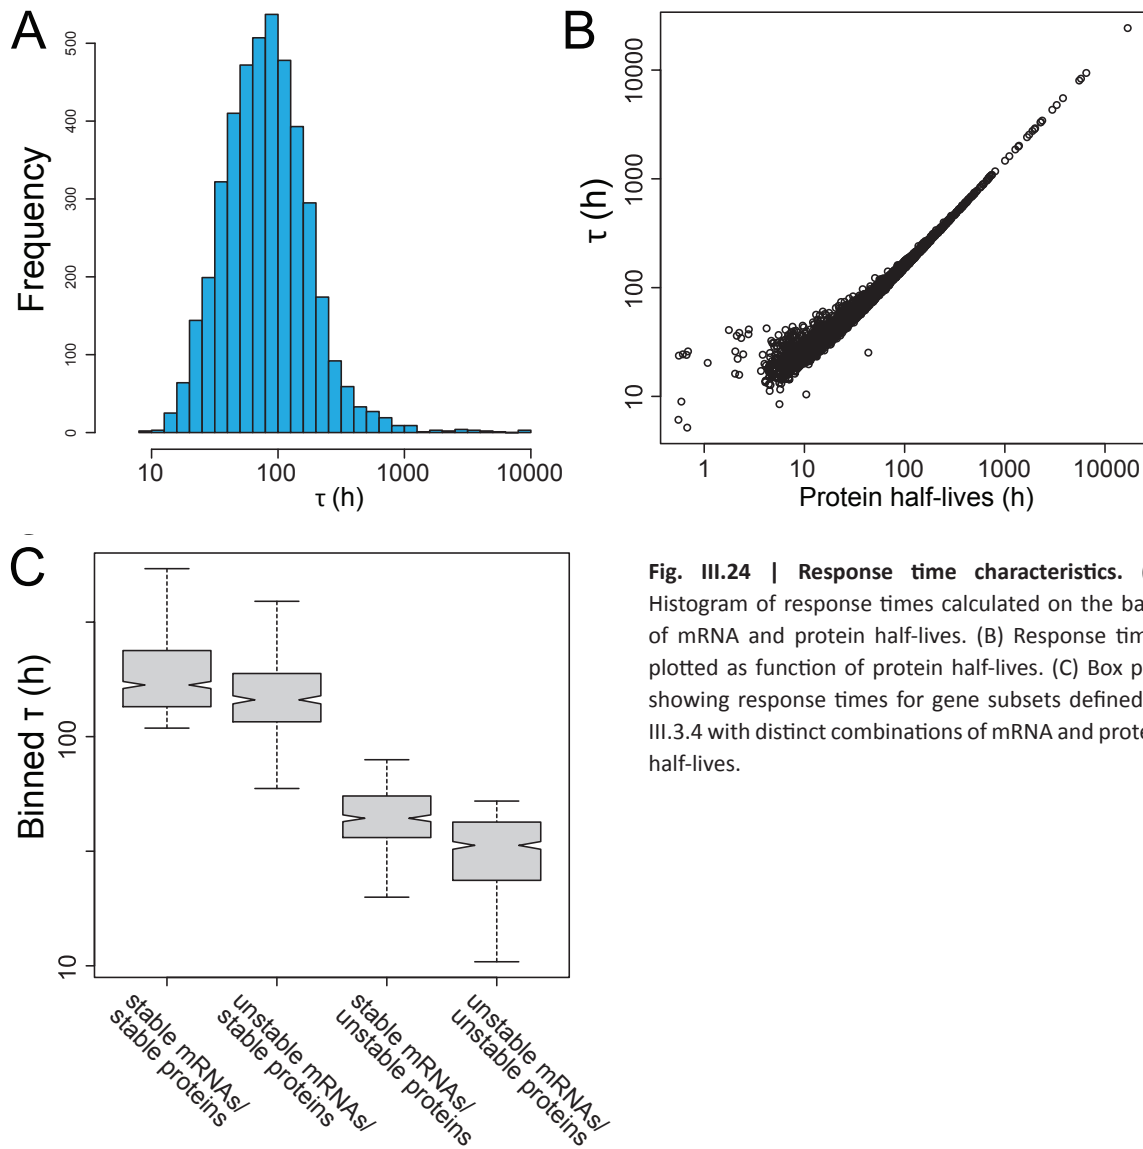 A
B
500
400
300
200
100
0
Frequency
10
100
1000
10000
τ (h)
10000
1000
100
10
τ (h)
1
10
100
1000
10000
Protein half-lives (h)
C
100
10
Binned τ (h)
stable mRNAs/
stable proteins
unstable mRNAs/
stable proteins
stable mRNAs/
unstable proteins
unstable mRNAs/
unstable proteins
Fig. III.24 | Response time characteristics. (
Histogram of response times calculated on the ba
of mRNA and protein half-lives. (B) Response tim
plotted as function of protein half-lives. (C) Box p
showing response times for gene subsets defined
III.3.4 with distinct combinations of mRNA and prote
half-lives.